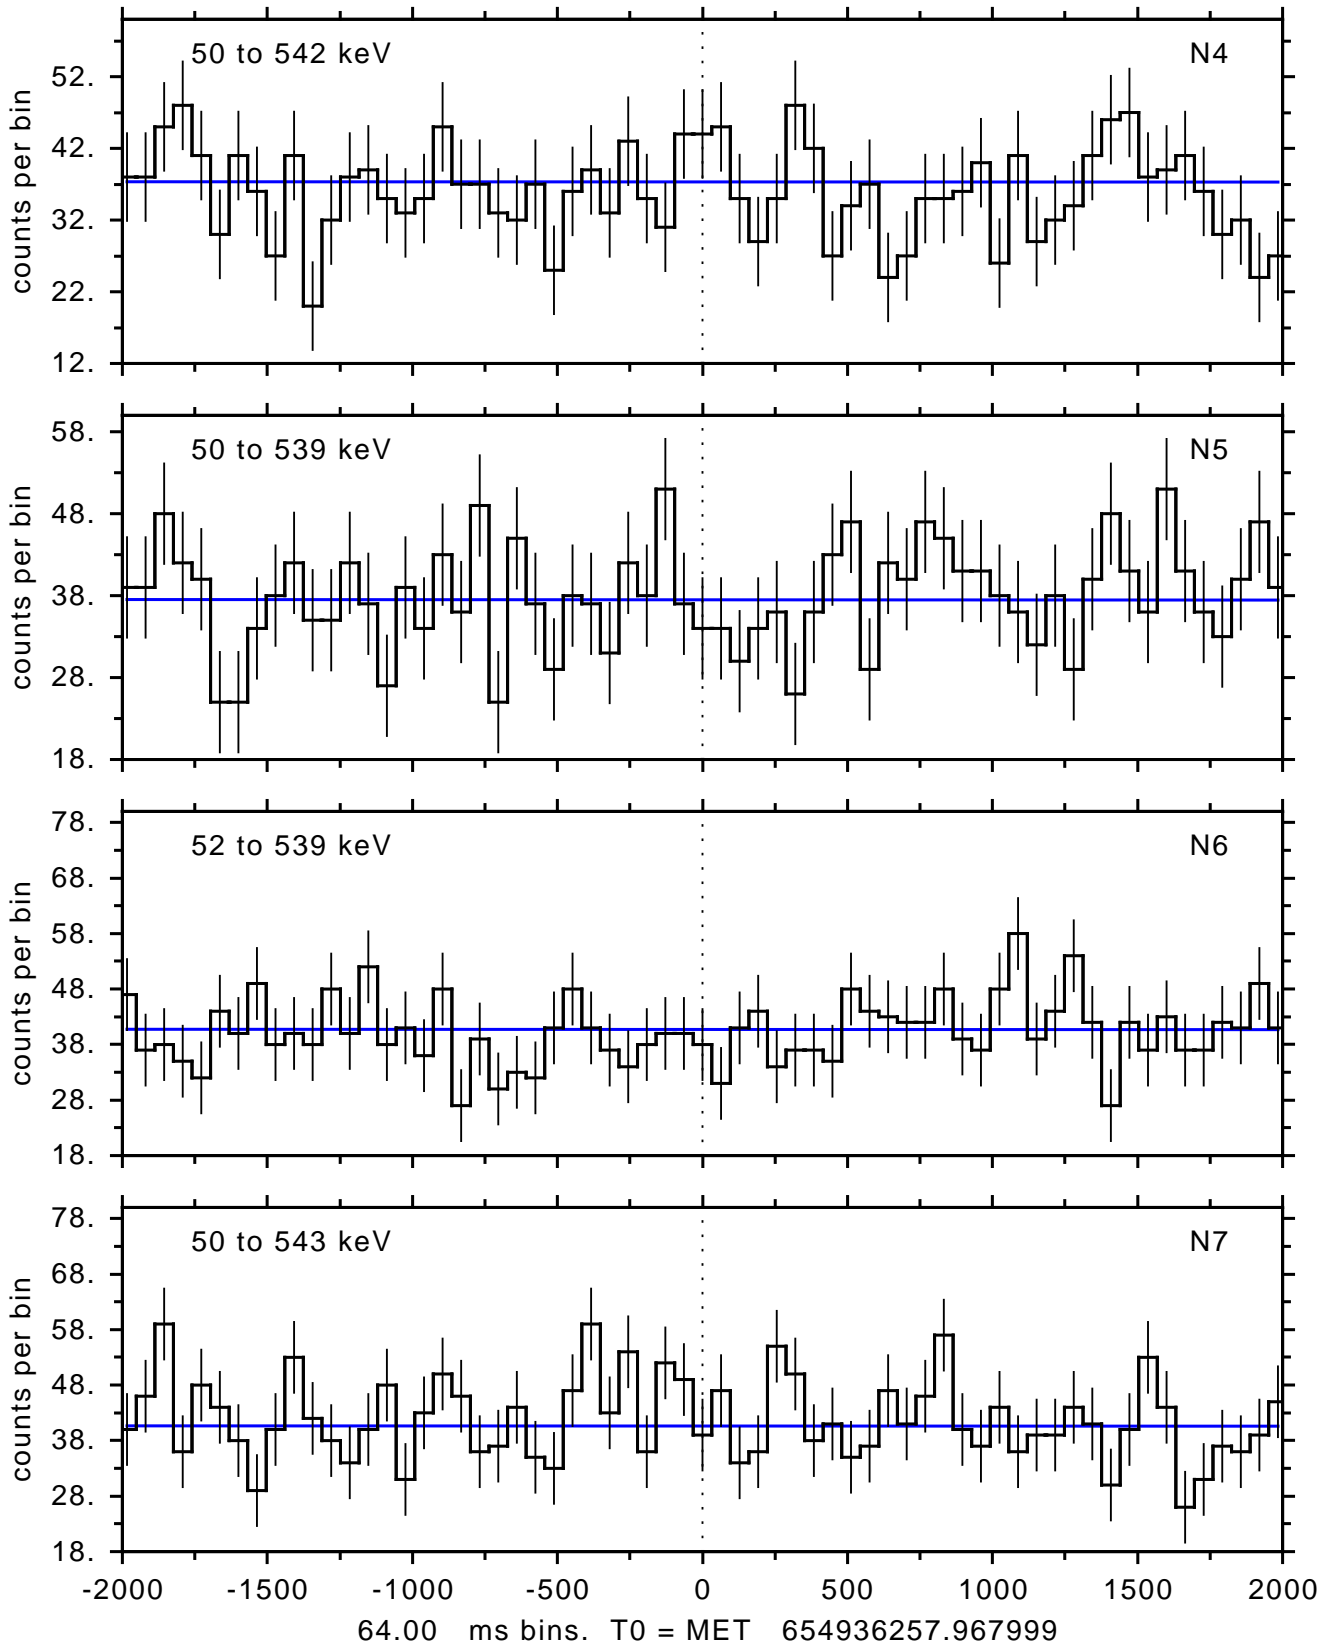 50 to 542 keV N4
52.
42.
32.
22.
12.
counts per bin
50 to 539 keV N5
58.
48.
38.
28.
18.
counts per bin
52 to 539 keV N6
78.
68.
58.
48.
38.
28.
18.
counts per bin
50 to 543 keV N7
78.
68.
58.
48.
38.
28.
18.
counts per bin
-2000 -1500 -1000 -500 0 500 1000 1500 2000
64.00 ms bins. T0 = MET 654936257.967999